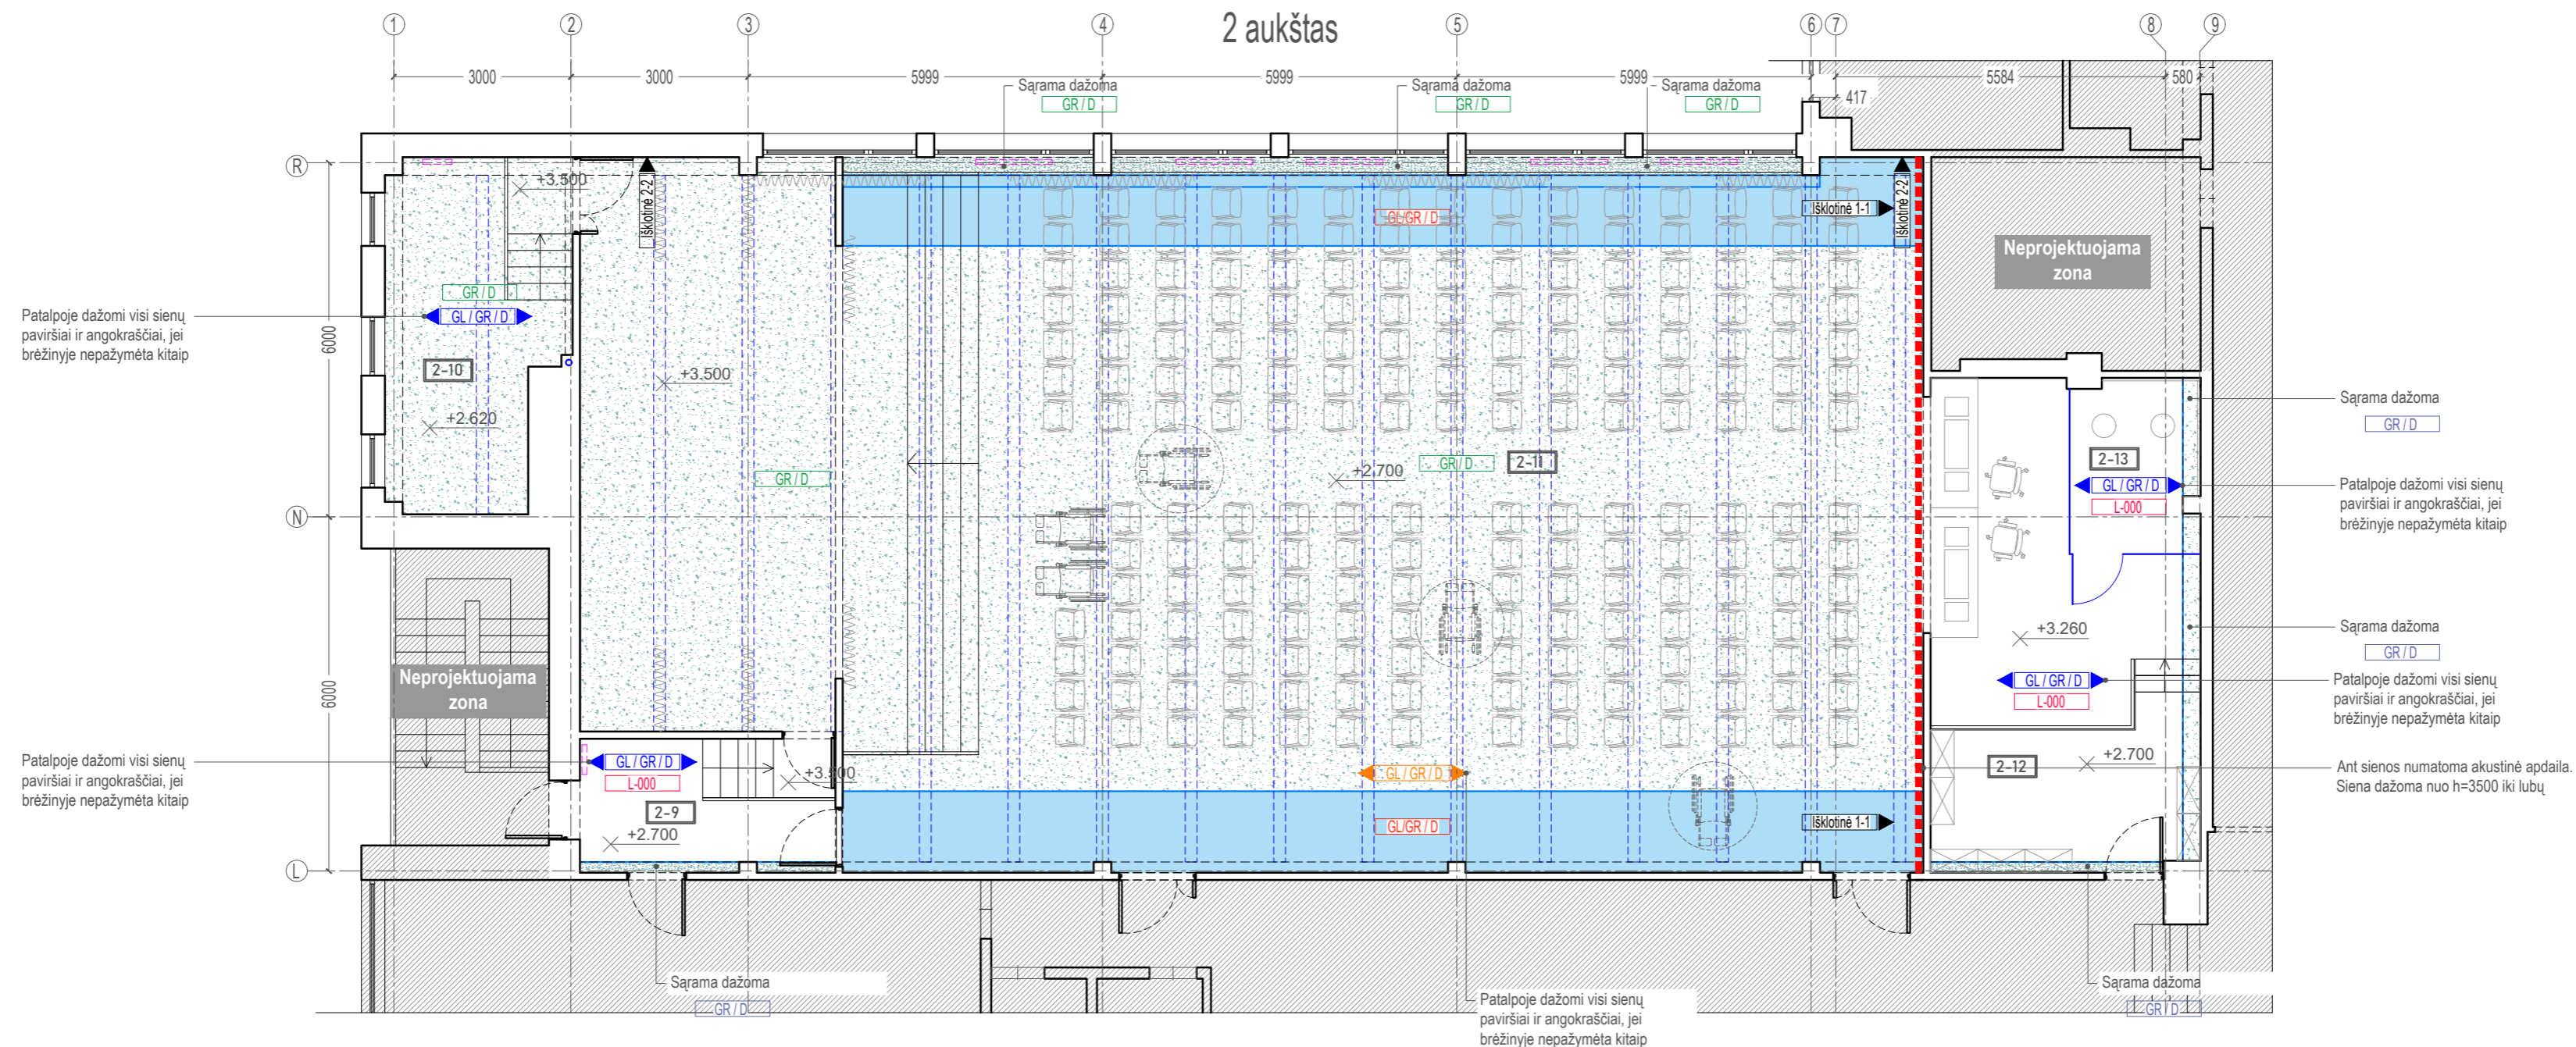 2 aukštas
1
2
3
4
5
6
7
8
9
3000
3000
5999
5999
5999
5584
580
417
Sąrama dažoma
GR / D
Sąrama dažoma
GR / D
Sąrama dažoma
GR / D
R
N
L
6000
6000
+3.500
Išklotinė 2-2
GR / D
GL / GR / D
2-10
+2.620
Patalpoje dažomi visi sienų
paviršiai ir angokraščiai, jei
brėžinyje nepažymėta kitaip
+3.500
GR / D
GL/GR / D
Išklotinė 1-1
Išklotinė 2-2
Neprojektuojama
zona
+2.700
GR / D
2-11
2-13
GL / GR / D
L-000
Sąrama dažoma
GR / D
Patalpoje dažomi visi sienų
paviršiai ir angokraščiai, jei
brėžinyje nepažymėta kitaip
+3.260
Sąrama dažoma
GR / D
GL / GR / D
L-000
Patalpoje dažomi visi sienų
paviršiai ir angokraščiai, jei
brėžinyje nepažymėta kitaip
Neprojektuojama
zona
Patalpoje dažomi visi sienų
paviršiai ir angokraščiai, jei
brėžinyje nepažymėta kitaip
GL / GR / D
L-000
+3.500
2-9
+2.700
GL / GR / D
GL/GR / D
Išklotinė 1-1
2-12
+2.700
Ant sienos numatoma akustinė apdaila.
Siena dažoma nuo h=3500 iki lubų
Sąrama dažoma
GR / D
Patalpoje dažomi visi sienų
paviršiai ir angokraščiai, jei
brėžinyje nepažymėta kitaip
Sąrama dažoma
GR / D